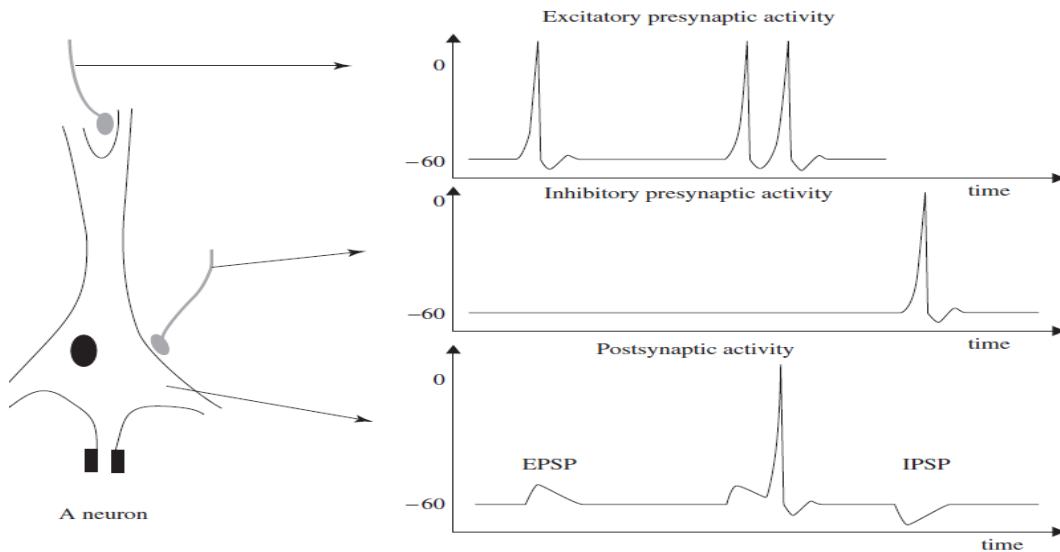 Excitatory presynaptic activity
0
−60
time
Inhibitory presynaptic activity
0
−60
time
Postsynaptic activity
0
EPSP
IPSP
−60
time
A neuron